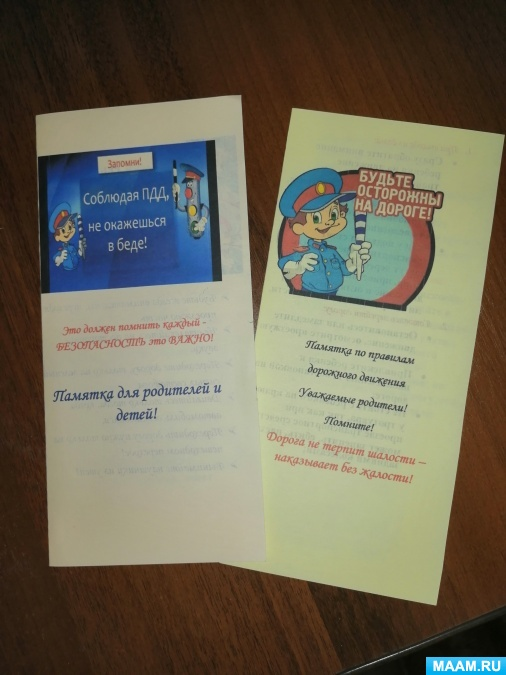 Запомни!
Соблюдая ПДД,
не окажешься
в беде!
Это должен помнить каждый -
БЕЗОПАСНОСТЬ это ВАЖНО!
Памятка для родителей и
детей!
БУДЬТЕ
ОСТОРОЖНЫ
НА ДОРОГЕ!
Памятка по правилам
дорожного движения
Уважаемые родители!
Помните!
Дорога не терпит шалости –
наказывает без жалости!
MAAM.RU